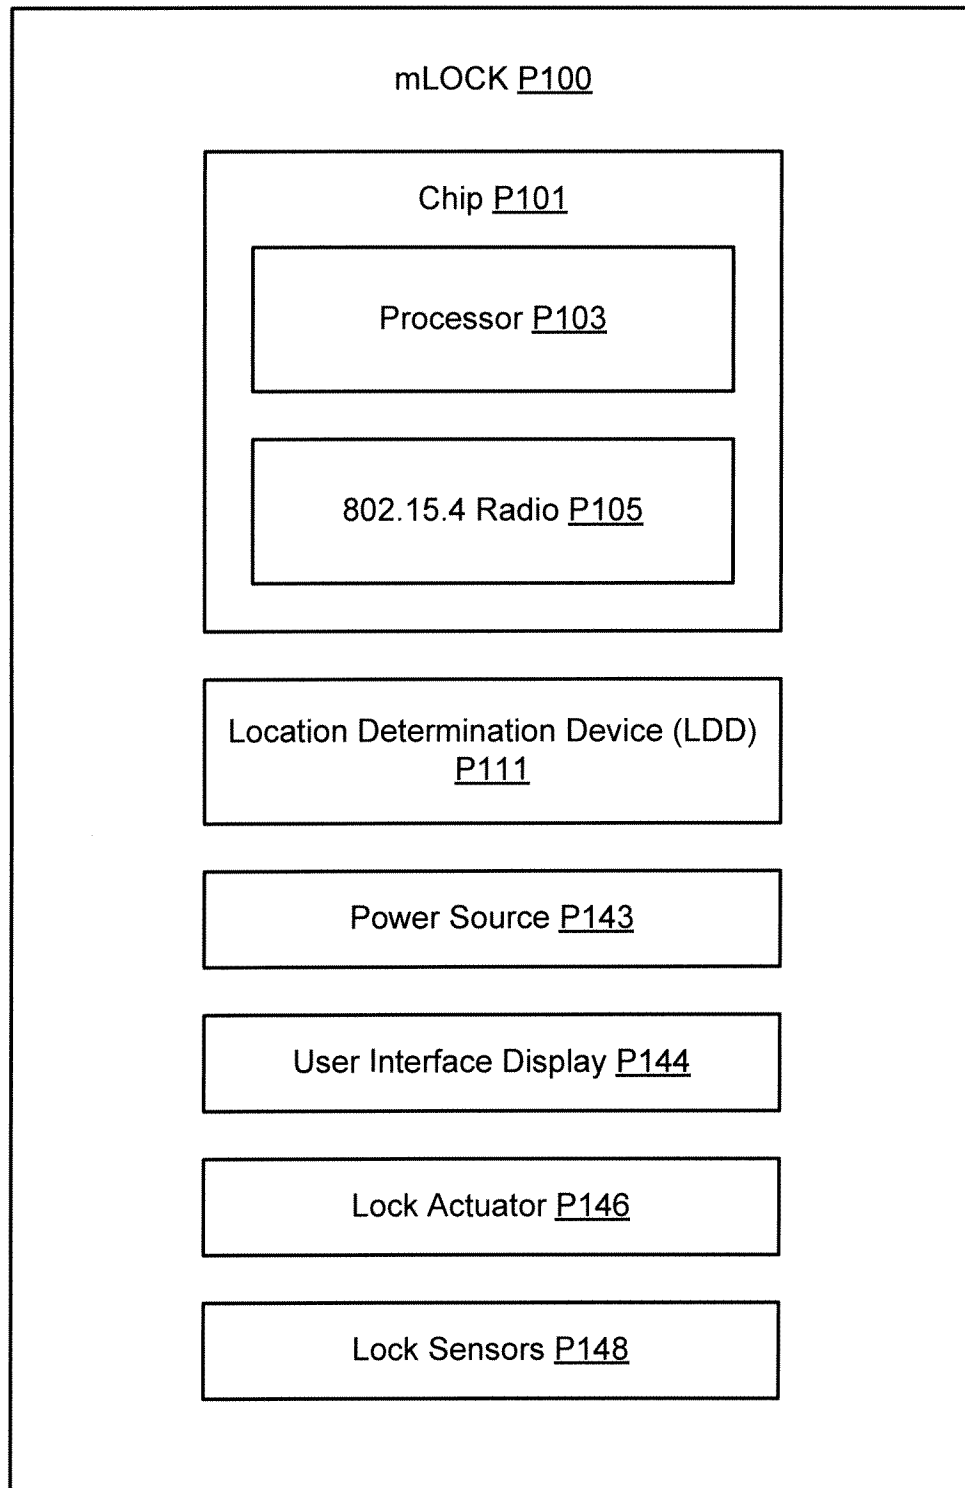 mLOCK P100
Chip P101
Processor P103
802.15.4 Radio P105
Location Determination Device (LDD)
P111
Power Source P143
User Interface Display P144
Lock Actuator P146
Lock Sensors P148